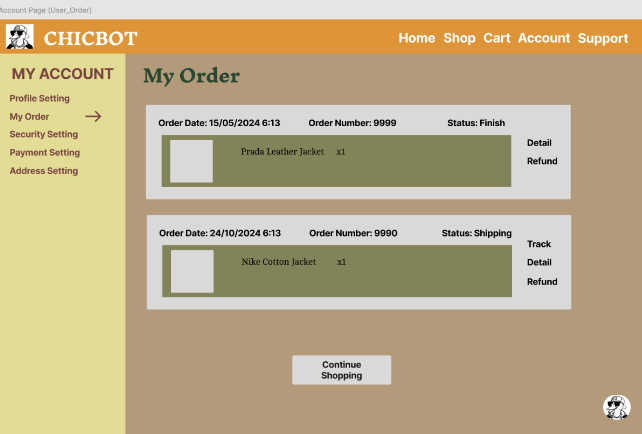 Account Page (User_Order)
CHICBOT
Home Shop Cart Account Support
MY ACCOUNT
Profile Setting
My Order
Security Setting
Payment Setting
Address Setting
My Order
Order Date: 15/05/2024 6:13 Order Number: 9999 Status: Finish
Prada Leather Jacket x1
Detail
Refund
Order Date: 24/10/2024 6:13 Order Number: 9990 Status: Shipping
Nike Cotton Jacket x1
Track
Detail
Refund
Continue
Shopping